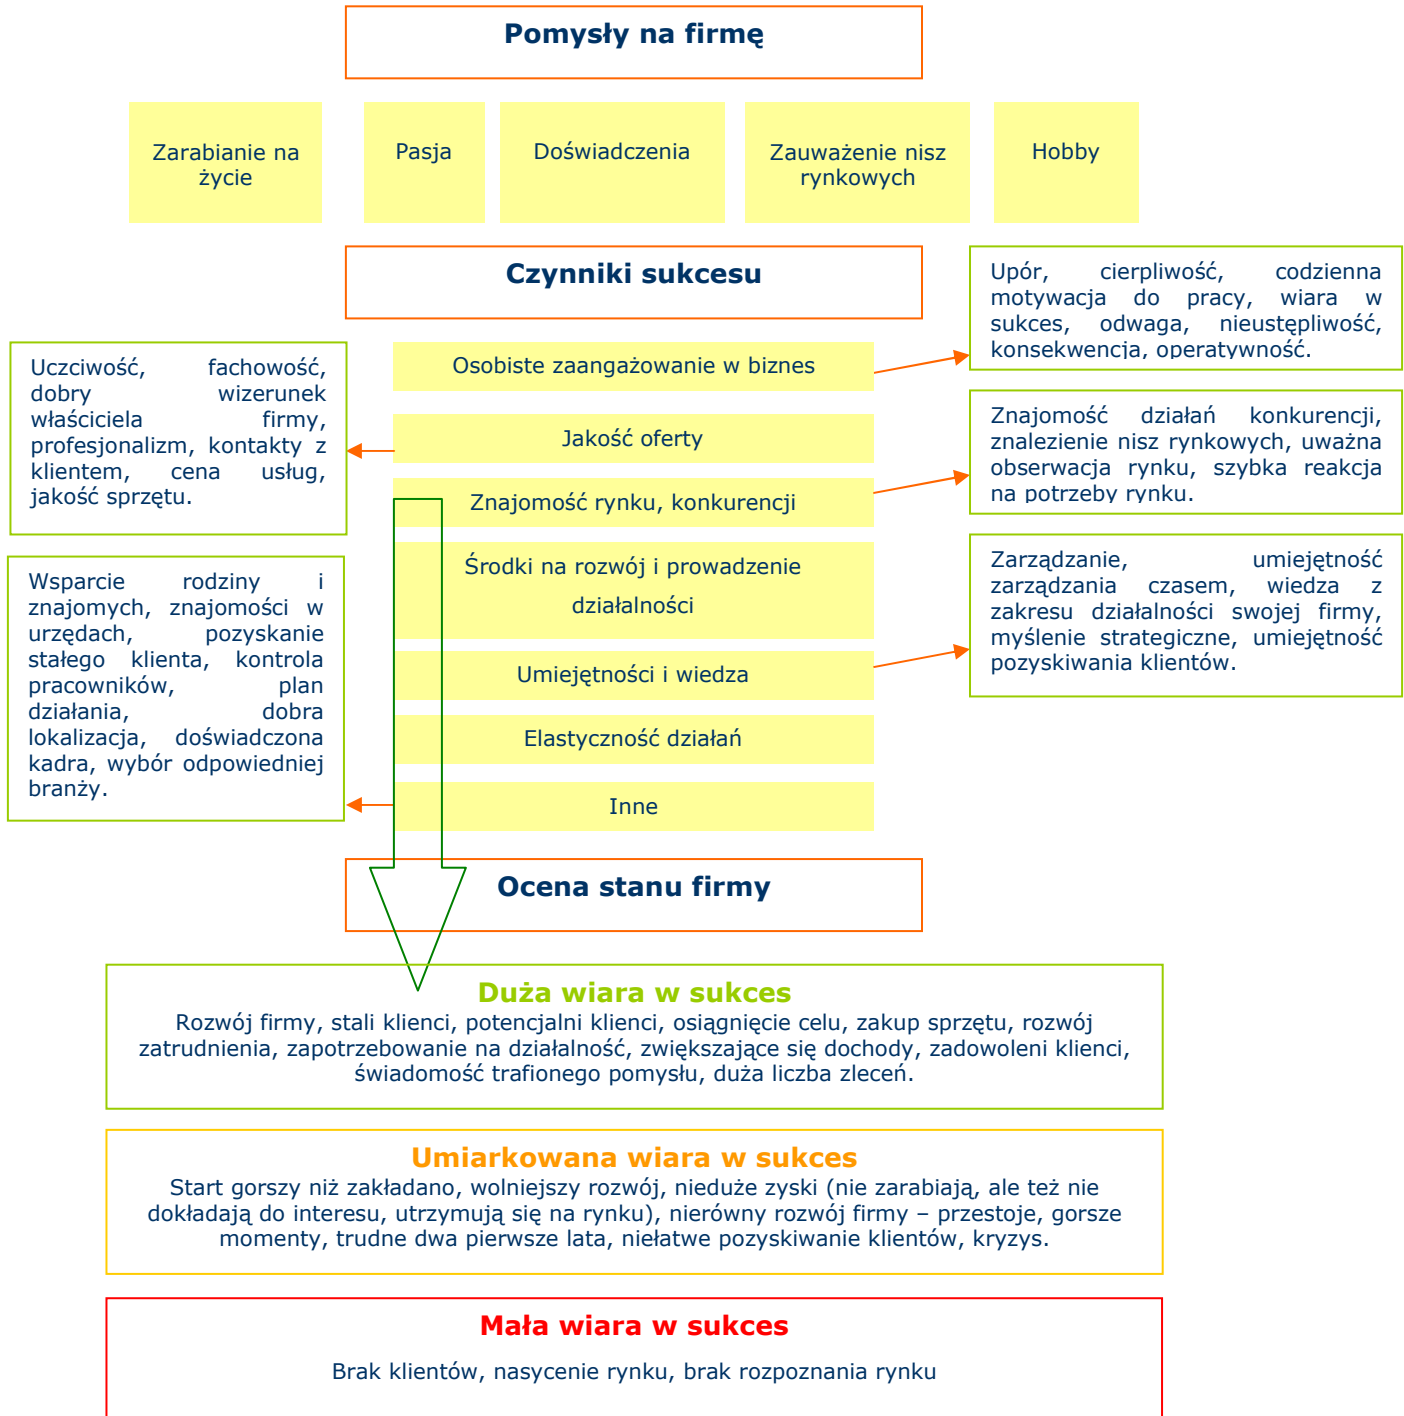 Pomysły na firmę
Zarabianie na
życie
Pasja
Doświadczenia
Zauważenie nisz
rynkowych
Hobby
Czynniki sukcesu
Upór, cierpliwość, codzienna
motywacja do pracy, wiara w
sukces, odwaga, nieustępliwość,
konsekwencja, operatywność.
Uczciwość, fachowość,
dobry wizerunek
właściciela firmy,
profesjonalizm, kontakty z
klientem, cena usług,
jakość sprzętu.
Osobiste zaangażowanie w biznes
Jakość oferty
Znajomość działań konkurencji,
znalezienie nisz rynkowych, uważna
obserwacja rynku, szybka reakcja
na potrzeby rynku.
Znajomość rynku, konkurencji
Środki na rozwój i prowadzenie
działalności
Zarządzanie, umiejętność
zarządzania czasem, wiedza z
zakresu działalności swojej firmy,
myślenie strategiczne, umiejętność
pozyskiwania klientów.
Wsparcie rodziny i
znajomych, znajomości w
urzędach, pozyskanie
stałego klienta, kontrola
pracowników, plan
działania, dobra
lokalizacja, doświadczona
kadra, wybór odpowiedniej
branży.
Umiejętności i wiedza
Elastyczność działań
Inne
Ocena stanu firmy
Duża wiara w sukces
Rozwój firmy, stali klienci, potencjalni klienci, osiągnięcie celu, zakup sprzętu, rozwój
zatrudnienia, zapotrzebowanie na działalność, zwiększające się dochody, zadowoleni klienci,
świadomość trafionego pomysłu, duża liczba zleceń.
Umiarkowana wiara w sukces
Start gorszy niż zakładano, wolniejszy rozwój, nieduże zyski (nie zarabiają, ale też nie
dokładają do interesu, utrzymują się na rynku), nierówny rozwój firmy – przestoje, gorsze
momenty, trudne dwa pierwsze lata, niełatwe pozyskiwanie klientów, kryzys.
Mała wiara w sukces
Brak klientów, nasycenie rynku, brak rozpoznania rynku